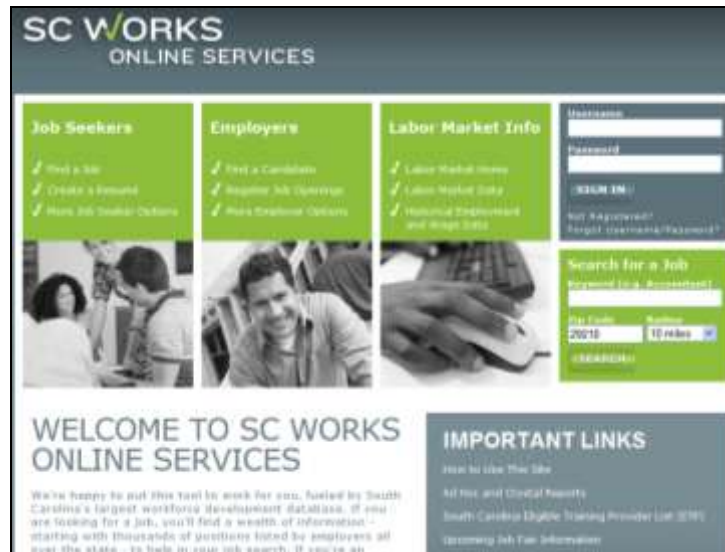 SC WORKS
ONLINE SERVICES
Job Seekers
Find a Job
Create a Resume
More Job Seeker Options
Employers
Find a Candidate
Register Job Openings
More Employer Options
Labor Market Info
Labor Market Home
Labor Market Data
Historical Employment
and Wage Data
Username
Password
SIGN IN
Not Registered?
Forgot Username/Password?
Search for a Job
Keyword (e.g. Accountant)
Zip Code Radius
29210 10 miles
SEARCH
WELCOME TO SC WORKS
ONLINE SERVICES
We're happy to put this tool to work for you, fueled by South
Carolina's largest workforce development database. If you
are looking for a job, you'll find a wealth of information -
starting with thousands of positions listed by employers all
over the state - to help in your job search. If you're an
IMPORTANT LINKS
How to Use This Site
Ad Hoc and Crystal Reports
South Carolina Eligible Training Provider List (ETP)
Upcoming Job Fair Information